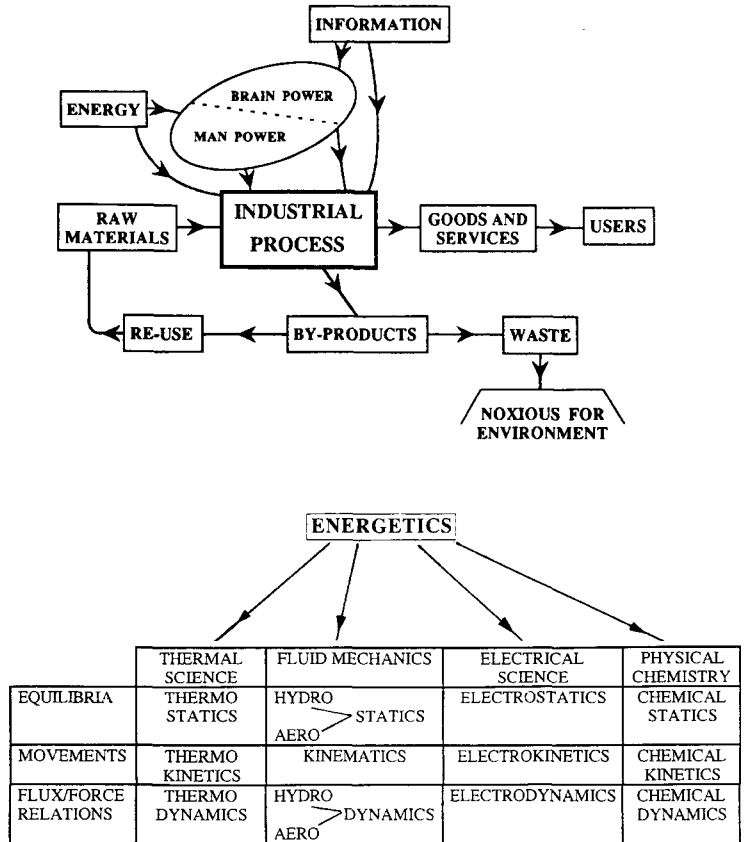 INFORMATION
BRAIN POWER
ENERGY
MAN POWER
RAW
MATERIALS
INDUSTRIAL
PROCESS
GOODS AND
SERVICES
USERS
RE-USE
BY-PRODUCTS
WASTE
NOXIOUS FOR
ENVIRONMENT
ENERGETICS
THERMAL
SCIENCE
FLUID MECHANICS
ELECTRICAL
SCIENCE
PHYSICAL
CHEMISTRY
EQUILIBRIA
THERMO
STATICS
HYDRO
STATICS
AERO
ELECTROSTATICS
CHEMICAL
STATICS
MOVEMENTS
THERMO
KINETICS
KINEMATICS
ELECTROKINETICS
CHEMICAL
KINETICS
FLUX/FORCE
RELATIONS
THERMO
DYNAMICS
HYDRO
DYNAMICS
AERO
ELECTRODYNAMICS
CHEMICAL
DYNAMICS